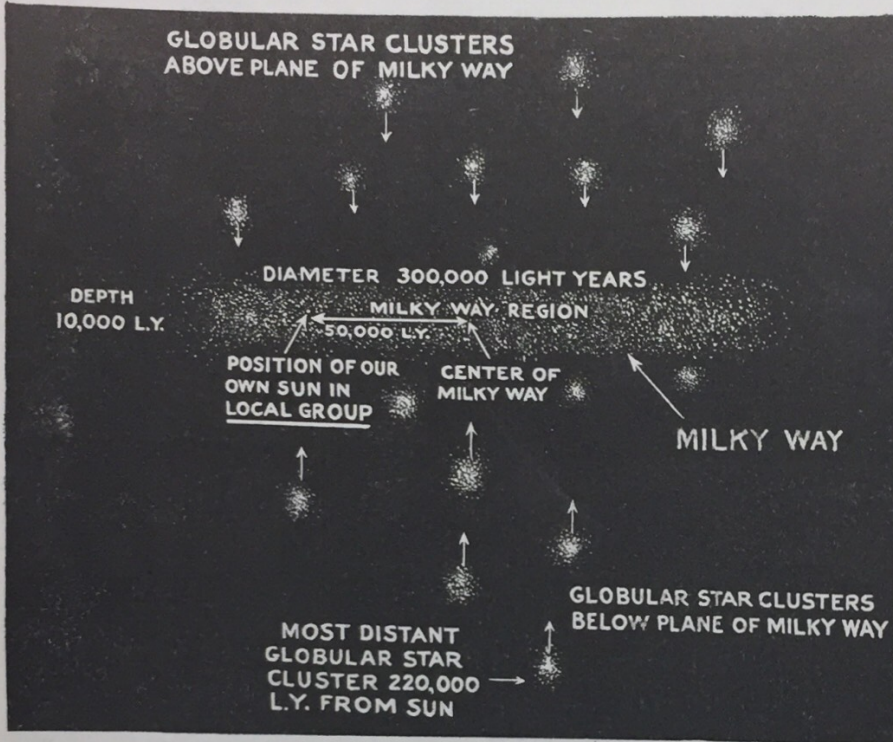 GLOBULAR STAR CLUSTERS
ABOVE PLANE OF MILKY WAY
DIAMETER 300,000 LIGHT YEARS
DEPTH
10,000 L.Y.
MILKY WAY REGION
50,000 L.Y.
POSITION OF OUR
OWN SUN IN
LOCAL GROUP
CENTER OF
MILKY WAY
MILKY WAY
GLOBULAR STAR CLUSTERS
BELOW PLANE OF MILKY WAY
MOST DISTANT
GLOBULAR STAR
CLUSTER 220,000
L.Y. FROM SUN